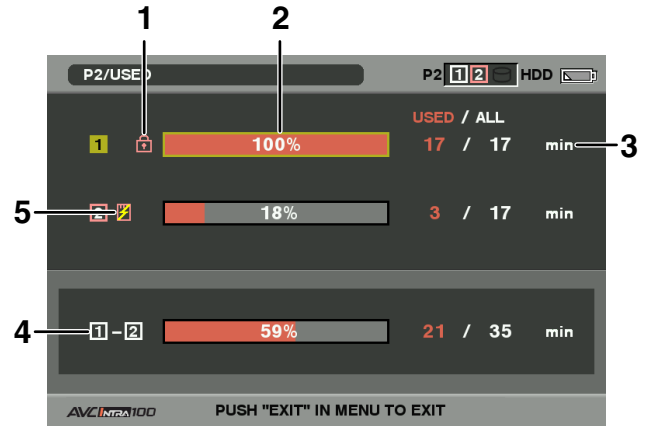 1 2
P2/USED P2 1 2 HDD
USED / ALL
1 100% 17 / 17 min 3
5 2 18% 3 / 17 min
4 1 - 2 59% 21 / 35 min
AVC INTRA 100 PUSH "EXIT" IN MENU TO EXIT